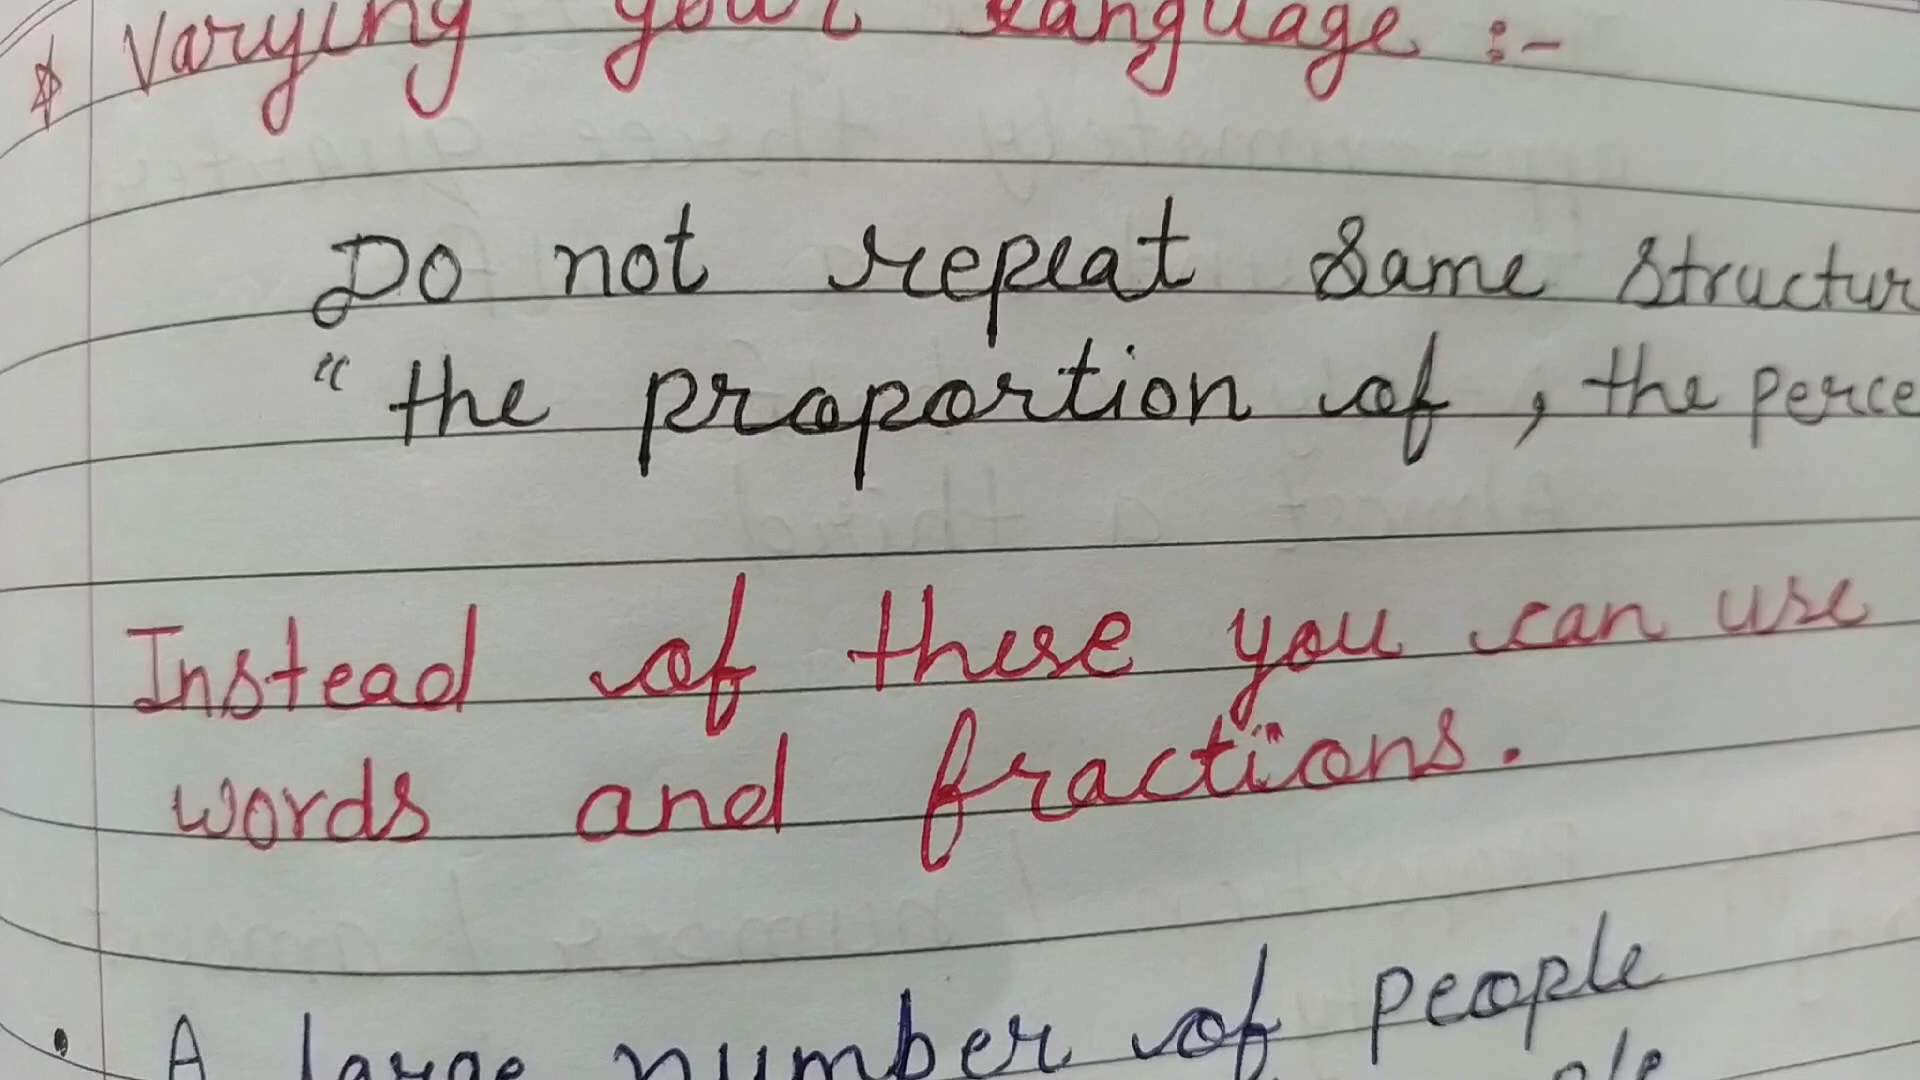 * Varying your Language :-
Do not repeat same structur
" the proportion of , the perce
Instead of these you can use
words and fractions.
• A large number of people